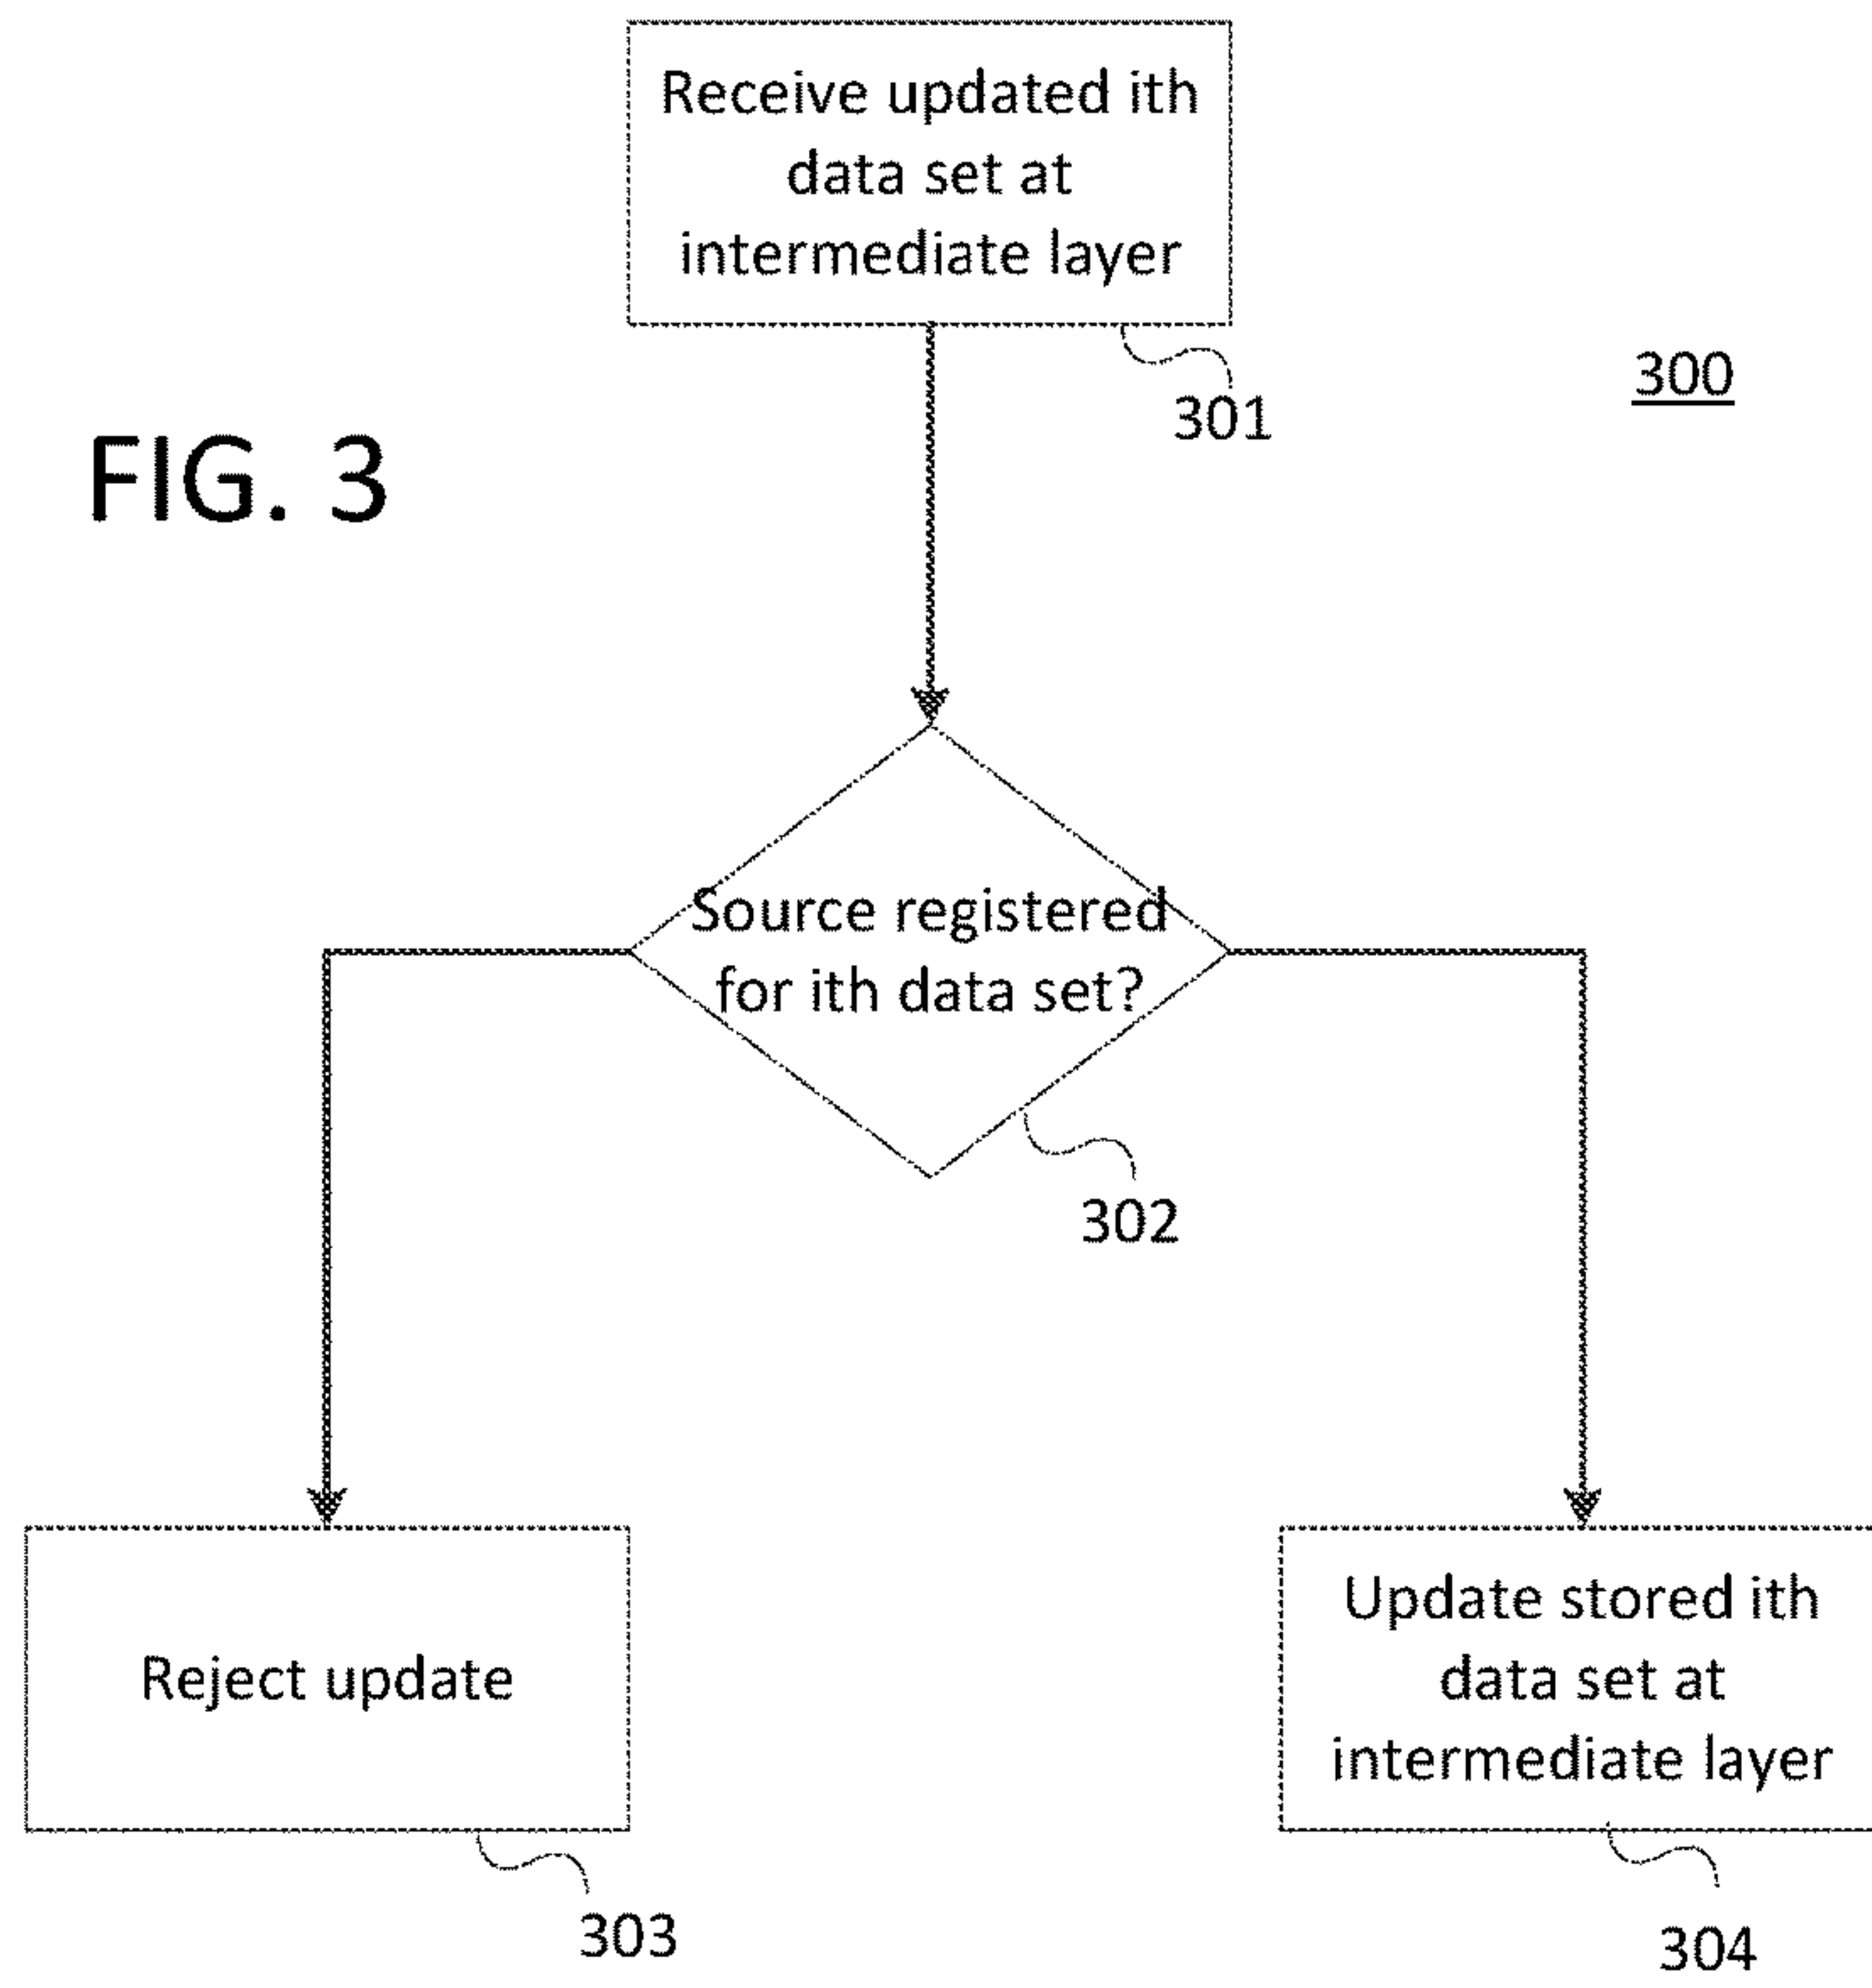 Receive updated ith
data set at
intermediate layer
301
300
FIG. 3
Source registered
for ith data set?
302
Reject update
303
Update stored ith
data set at
intermediate layer
304